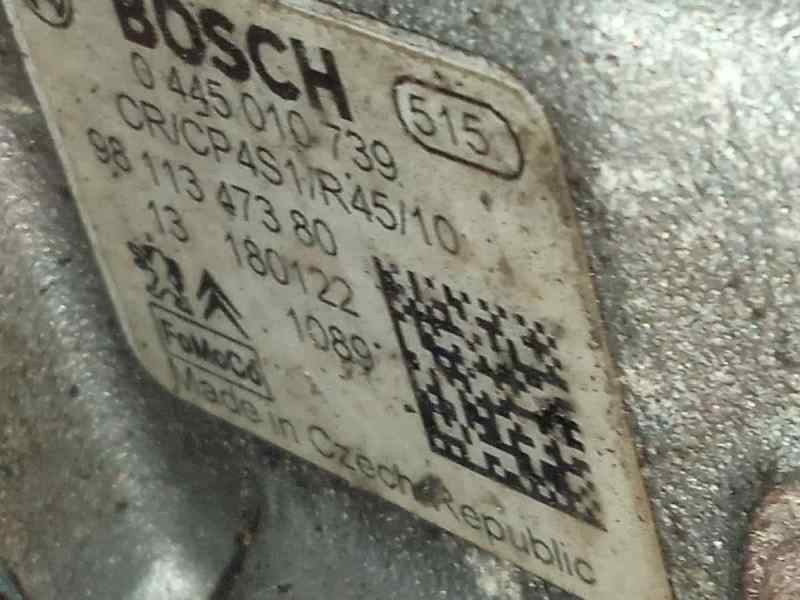 BOSCH
0 445 010 739
515
CR/CP4S1/R45/10
98 113 473 80
13 180122
1089
FoMoCo
Made in Czech Republic